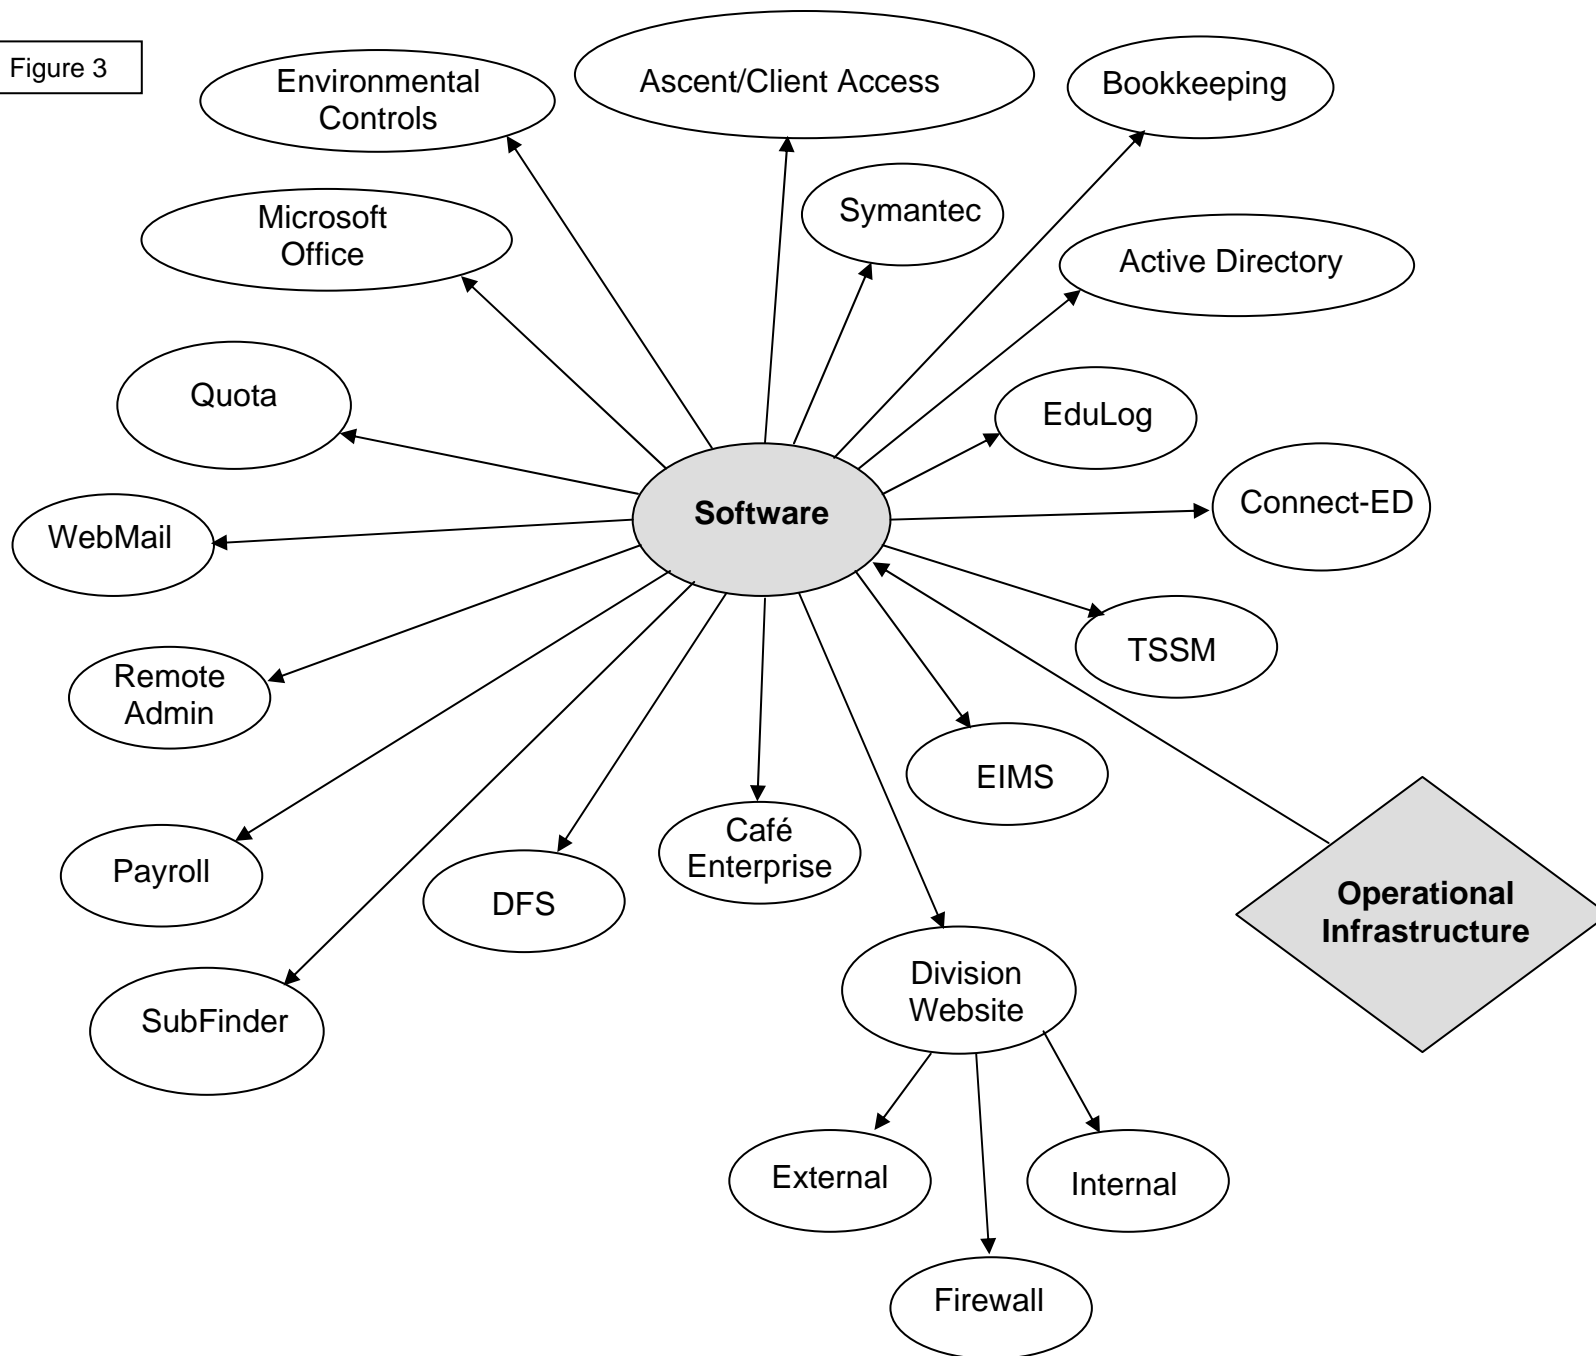 Figure 3
Environmental
Controls
Ascent/Client Access
Bookkeeping
Microsoft
Office
Symantec
Active Directory
Quota
EduLog
Software
Connect-ED
WebMail
TSSM
Remote
Admin
EIMS
Café
Enterprise
Payroll
DFS
Operational
Infrastructure
Division
Website
SubFinder
External
Internal
Firewall